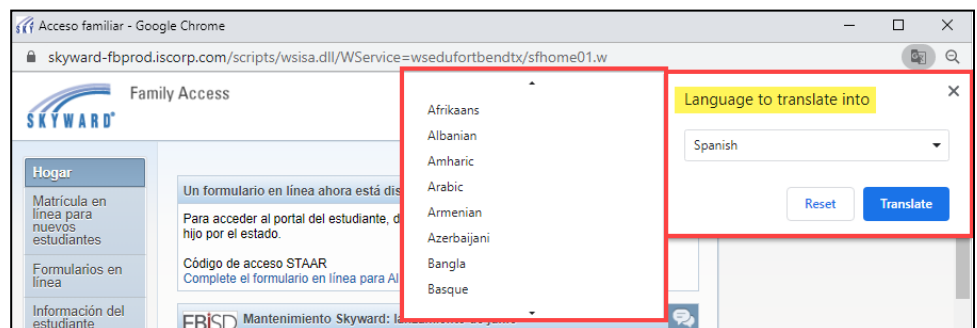 Acceso familiar - Google Chrome
skyward-fbprod.iscorp.com/scripts/wsisa.dll/WService=wsedufortbendtx/sfhome01.w
SKYWARD
Family Access
Hogar
Matrícula en
línea para
nuevos
estudiantes
Formularios en
línea
Información del
estudiante
Un formulario en línea ahora está dis
Para acceder al portal del estudiante, d
hijo por el estado.
Código de acceso STAAR
Complete el formulario en línea para Al
FBISD Mantenimiento Skyward:
Afrikaans
Albanian
Amharic
Arabic
Armenian
Azerbaijani
Bangla
Basque
Language to translate into
Spanish
Reset
Translate